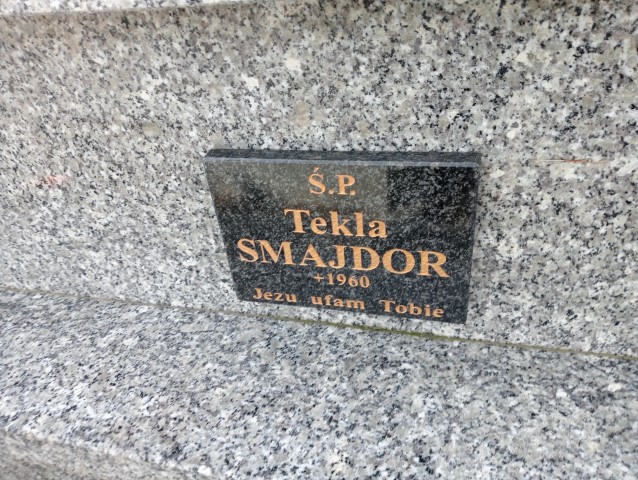 Ś.P.
Tekla
SMAJDOR
+1960
Jezu ufam Tobie